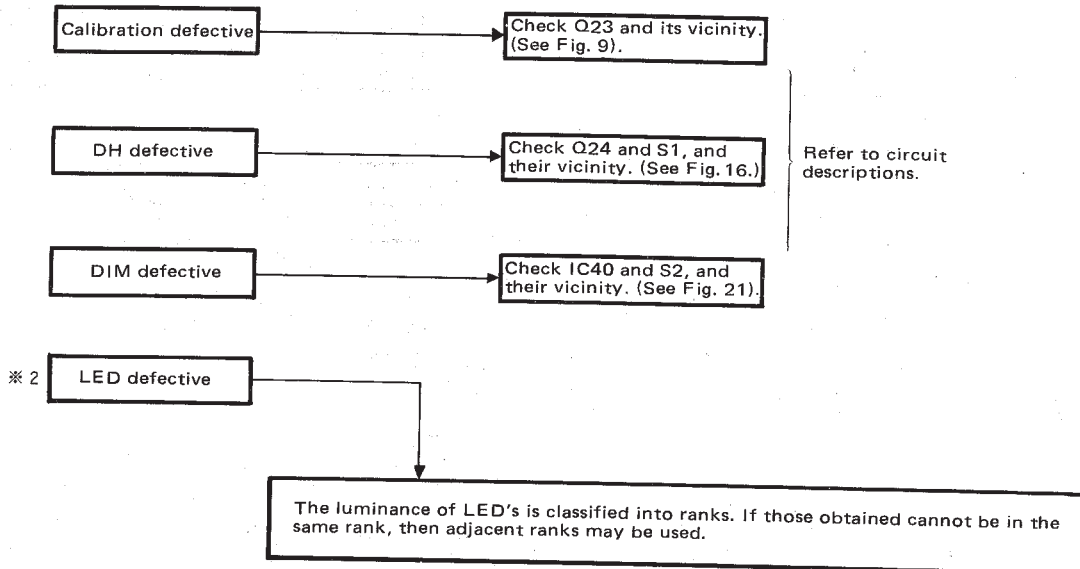 Calibration defective
Check Q23 and its vicinity.
(See Fig. 9).
DH defective
Check Q24 and S1, and
their vicinity. (See Fig. 16.)
Refer to circuit
descriptions.
DIM defective
Check IC40 and S2, and
their vicinity. (See Fig. 21).
※ 2 LED defective
The luminance of LED's is classified into ranks. If those obtained cannot be in the
same rank, then adjacent ranks may be used.